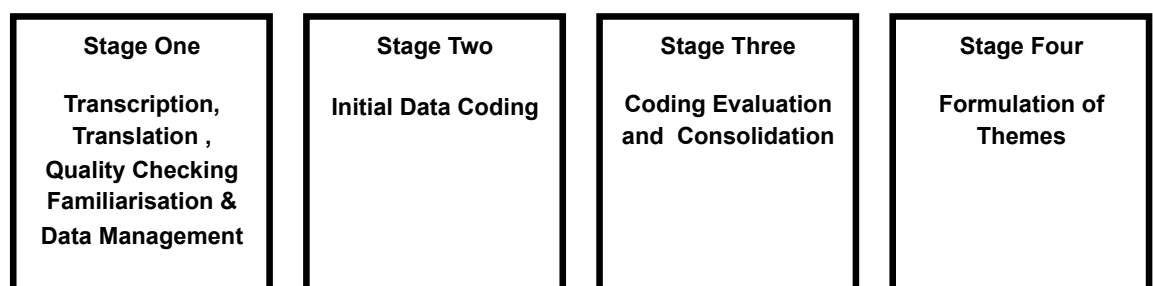 Stage One
Transcription,
Translation ,
Quality Checking
Familiarisation &
Data Management
Stage Two
Initial Data Coding
Stage Three
Coding Evaluation
and Consolidation
Stage Four
Formulation of
Themes